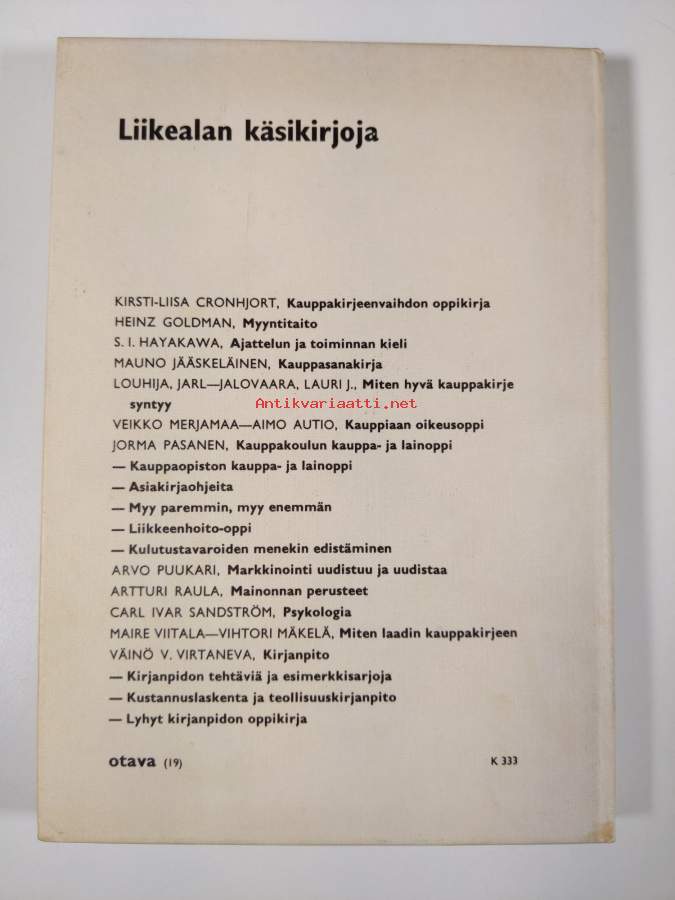 Liikealan käsikirjoja
KIRSTI-LIISA CRONHJORT, Kauppakirjeenvaihdon oppikirja
HEINZ GOLDMAN, Myyntitaito
S. I. HAYAKAWA, Ajattelun ja toiminnan kieli
MAUNO JÄÄSKELÄINEN, Kauppasanakirja
LOUHIJA, JARL—JALOVAARA, LAURI J., Miten hyvä kauppakirje
syntyy
Antikvariaatti.net
VEIKKO MERJAMAA—AIMO AUTIO, Kauppiaan oikeusoppi
JORMA PASANEN, Kauppakoulun kauppa- ja lainoppi
— Kauppaopiston kauppa- ja lainoppi
— Asiakirjaohjeita
— Myy paremmin, myy enemmän
— Liikkeenhoito-oppi
— Kulutustavaroiden menekin edistäminen
ARVO PUUKARI, Markkinointi uudistuu ja uudistaa
ARTTURI RAULA, Mainonnan perusteet
CARL IVAR SANDSTRÖM, Psykologia
MAIRE VIITALA—VIHTORI MÄKELÄ, Miten laadin kauppakirjeen
VÄINÖ V. VIRTANEVA, Kirjanpito
— Kirjanpidon tehtäviä ja esimerkkisarjoja
— Kustannuslaskenta ja teollisuuskirjanpito
— Lyhyt kirjanpidon oppikirja
otava (19)
K 333